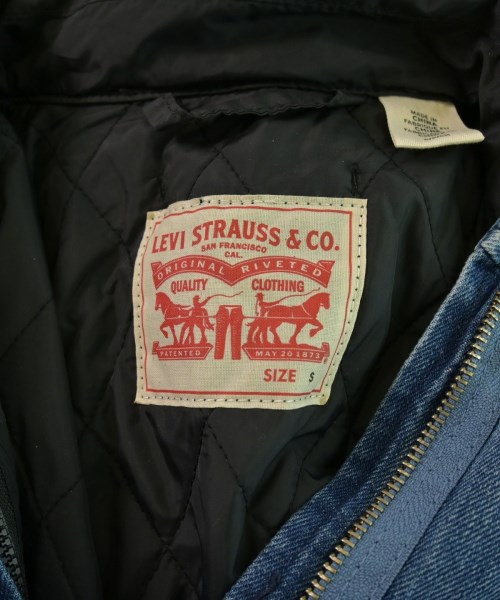 MADE IN
CHINA
LEVI STRAUSS & CO.
SAN FRANCISCO
CAL.
ORIGINAL RIVETED
QUALITY CLOTHING
PATENTED MAY 20 1873
SIZE S